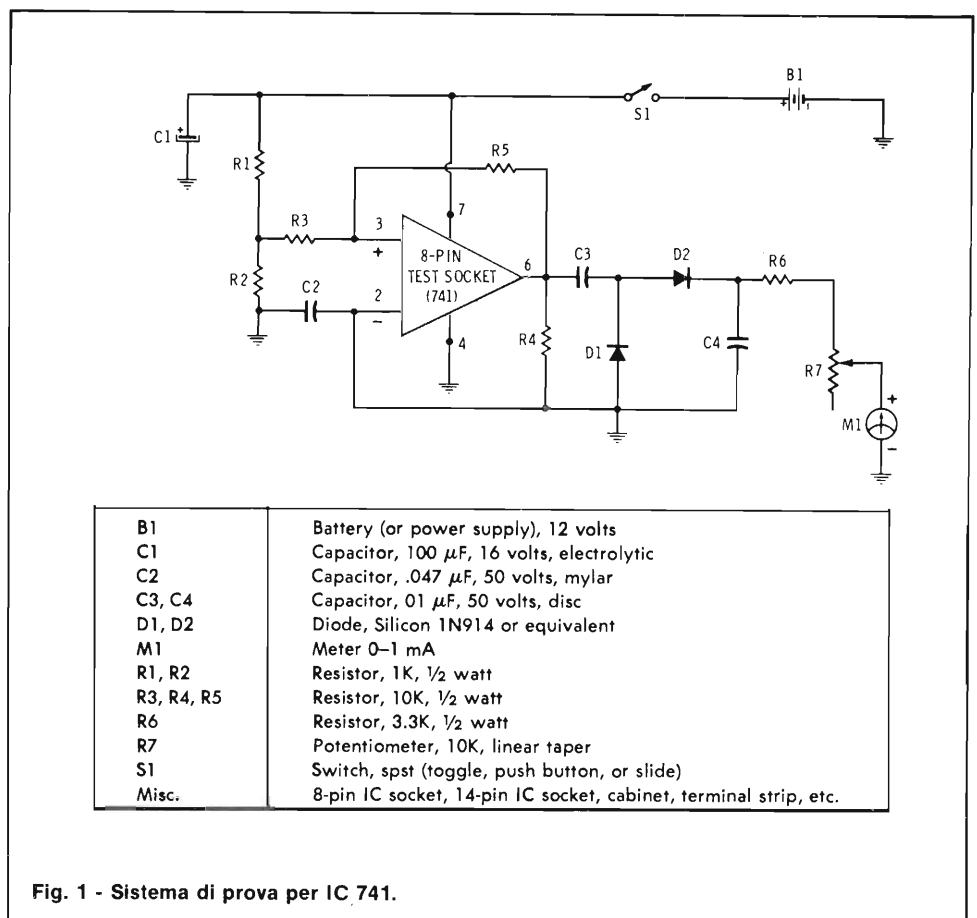 B1
S1
C1
+
+
R1
R5
R3
3
7
+
8-PIN
TEST SOCKET
(741)
6
C3
D2
R6
R2
C2
2
−
4
R4
D1
C4
R7
+
M1
−
B1 Battery (or power supply), 12 volts
C1 Capacitor, 100 μF, 16 volts, electrolytic
C2 Capacitor, .047 μF, 50 volts, mylar
C3, C4 Capacitor, 01 μF, 50 volts, disc
D1, D2 Diode, Silicon 1N914 or equivalent
M1 Meter 0–1 mA
R1, R2 Resistor, 1K, ½ watt
R3, R4, R5 Resistor, 10K, ½ watt
R6 Resistor, 3.3K, ½ watt
R7 Potentiometer, 10K, linear taper
S1 Switch, spst (toggle, push button, or slide)
Misc. 8-pin IC socket, 14-pin IC socket, cabinet, terminal strip, etc.
Fig. 1 - Sistema di prova per IC 741.